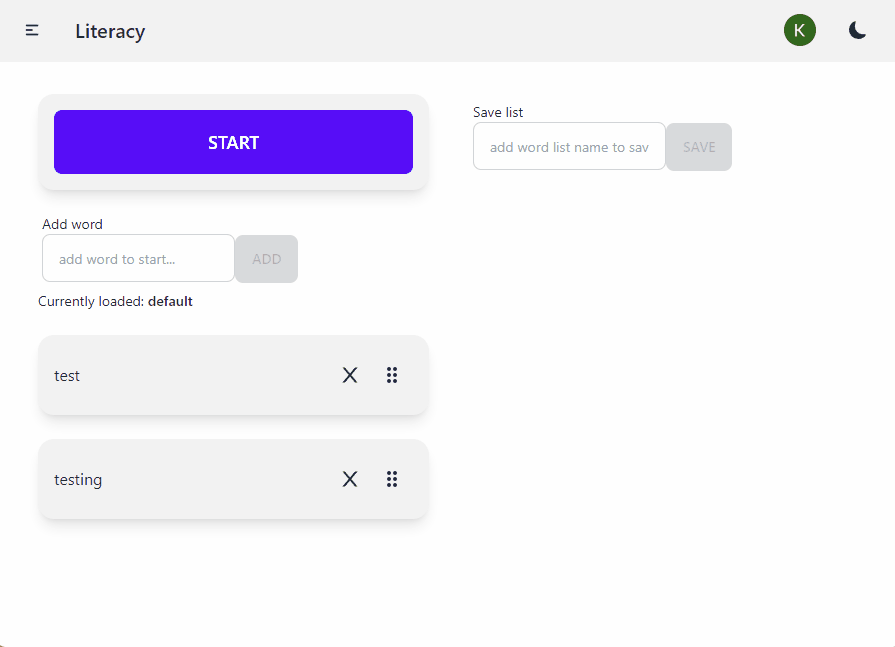 Literacy
K
START
Save list
add word list name to sav
SAVE
Add word
add word to start...
ADD
Currently loaded: default
test
testing